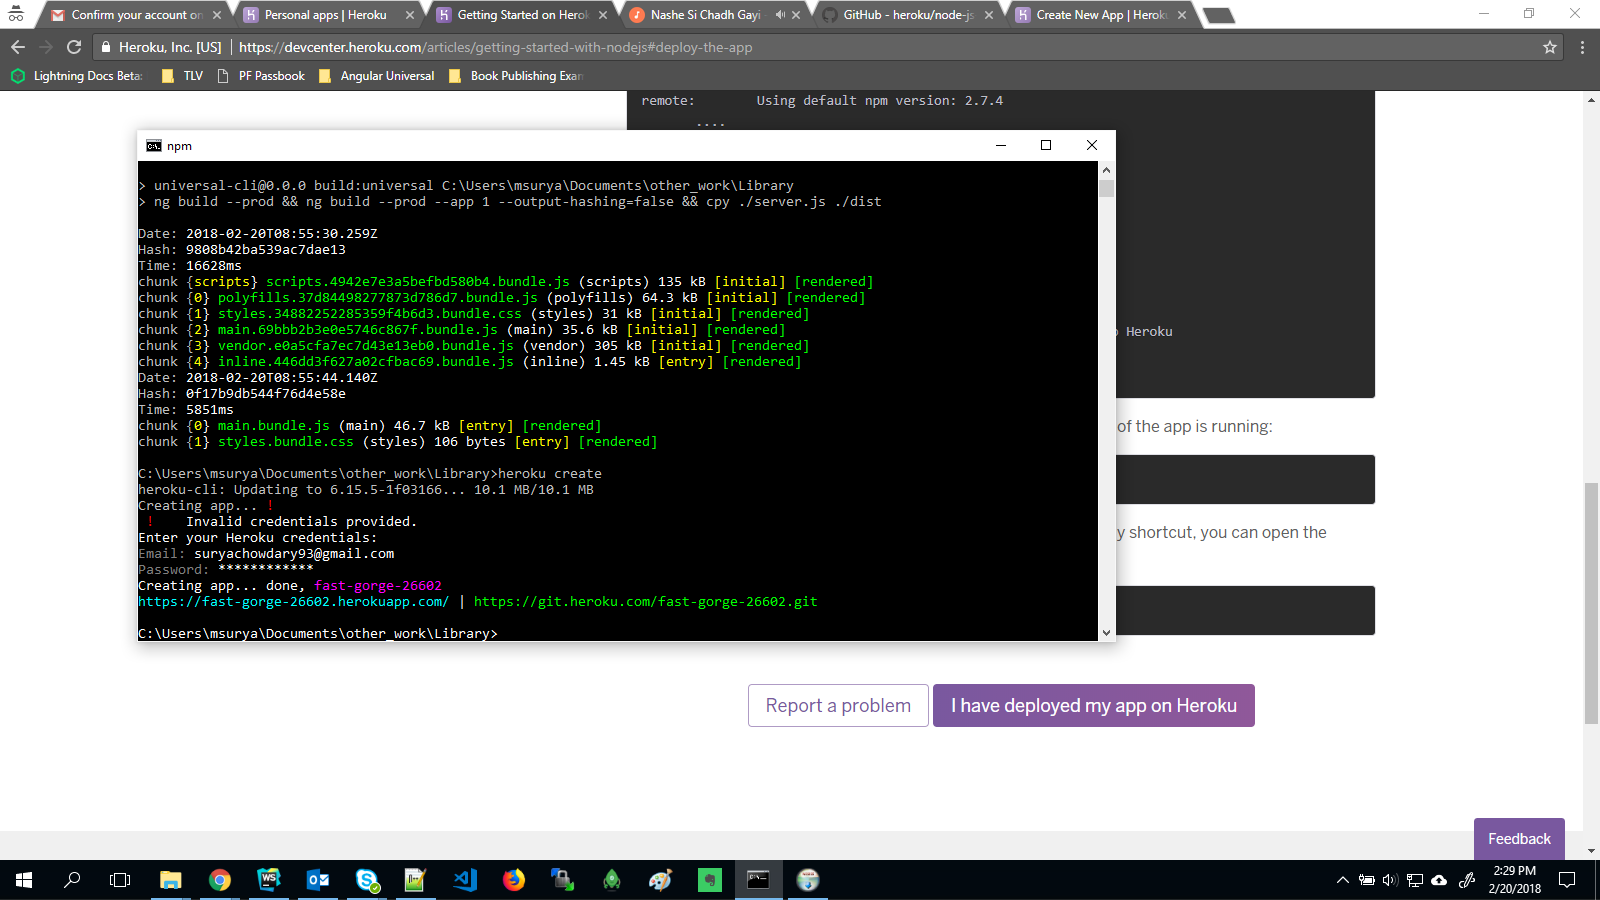 Confirm your account on
Personal apps | Heroku
Getting Started on Herok
Nashe Si Chadh Gayi
GitHub - heroku/node-js
Create New App | Heroku
Heroku, Inc. [US] | https://devcenter.heroku.com/articles/getting-started-with-nodejs#deploy-the-app
Lightning Docs Beta:
TLV
PF Passbook
Angular Universal
Book Publishing Exam
remote:        Using default npm version: 2.7.4
....
npm
> universal-cli@0.0.0 build:universal C:\Users\msurya\Documents\other_work\Library
> ng build --prod && ng build --prod --app 1 --output-hashing=false && cpy ./server.js ./dist
Date: 2018-02-20T08:55:30.259Z
Hash: 9808b42ba539ac7dae13
Time: 16628ms
chunk {scripts} scripts.4942e7e3a5befbd580b4.bundle.js (scripts) 135 kB [initial] [rendered]
chunk {0} polyfills.37d84498277873d786d7.bundle.js (polyfills) 64.3 kB [initial] [rendered]
chunk {1} styles.34882252285359f4b6d3.bundle.css (styles) 31 kB [initial] [rendered]
chunk {2} main.69bbb2b3e0e5746c867f.bundle.js (main) 35.6 kB [initial] [rendered]
chunk {3} vendor.e0a5cfa7ec7d43e13eb0.bundle.js (vendor) 305 kB [initial] [rendered]
chunk {4} inline.446dd3f627a02cfbac69.bundle.js (inline) 1.45 kB [entry] [rendered]
Date: 2018-02-20T08:55:44.140Z
Hash: 0f17b9db544f76d4e58e
Time: 5851ms
chunk {0} main.bundle.js (main) 46.7 kB [entry] [rendered]
chunk {1} styles.bundle.css (styles) 106 bytes [entry] [rendered]
C:\Users\msurya\Documents\other_work\Library>heroku create
heroku-cli: Updating to 6.15.5-1f03166... 10.1 MB/10.1 MB
Creating app... !
!    Invalid credentials provided.
Enter your Heroku credentials:
Email: suryachowdary93@gmail.com
Password: ************
Creating app... done, fast-gorge-26602
https://fast-gorge-26602.herokuapp.com/ | https://git.heroku.com/fast-gorge-26602.git
C:\Users\msurya\Documents\other_work\Library>
Heroku
of the app is running:
y shortcut, you can open the
Report a problem
I have deployed my app on Heroku
Feedback
2:29 PM
2/20/2018